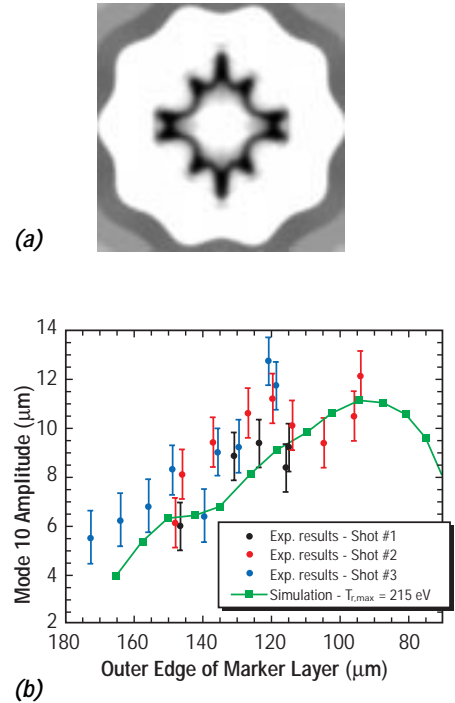 (a)
14
12
10
8
6
4
2
Mode 10 Amplitude (μm)
Exp. results - Shot #1
Exp. results - Shot #2
Exp. results - Shot #3
Simulation - Tr,max = 215 eV
180 160 140 120 100 80
Outer Edge of Marker Layer (μm)
(b)